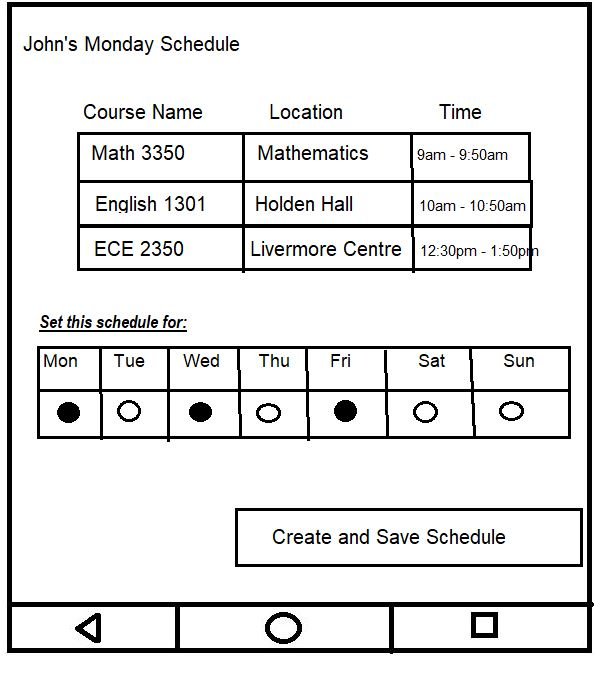 John's Monday Schedule
Course Name Location Time
Math 3350 Mathematics 9am - 9:50am
English 1301 Holden Hall 10am - 10:50am
ECE 2350 Livermore Centre 12:30pm - 1:50pm
Set this schedule for:
Mon Tue Wed Thu Fri Sat Sun
Create and Save Schedule